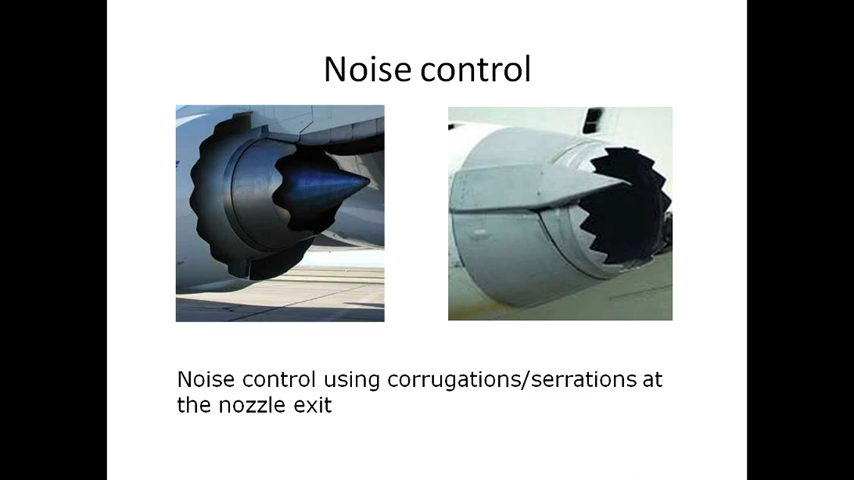 Noise control
Noise control using corrugations/serrations at
the nozzle exit